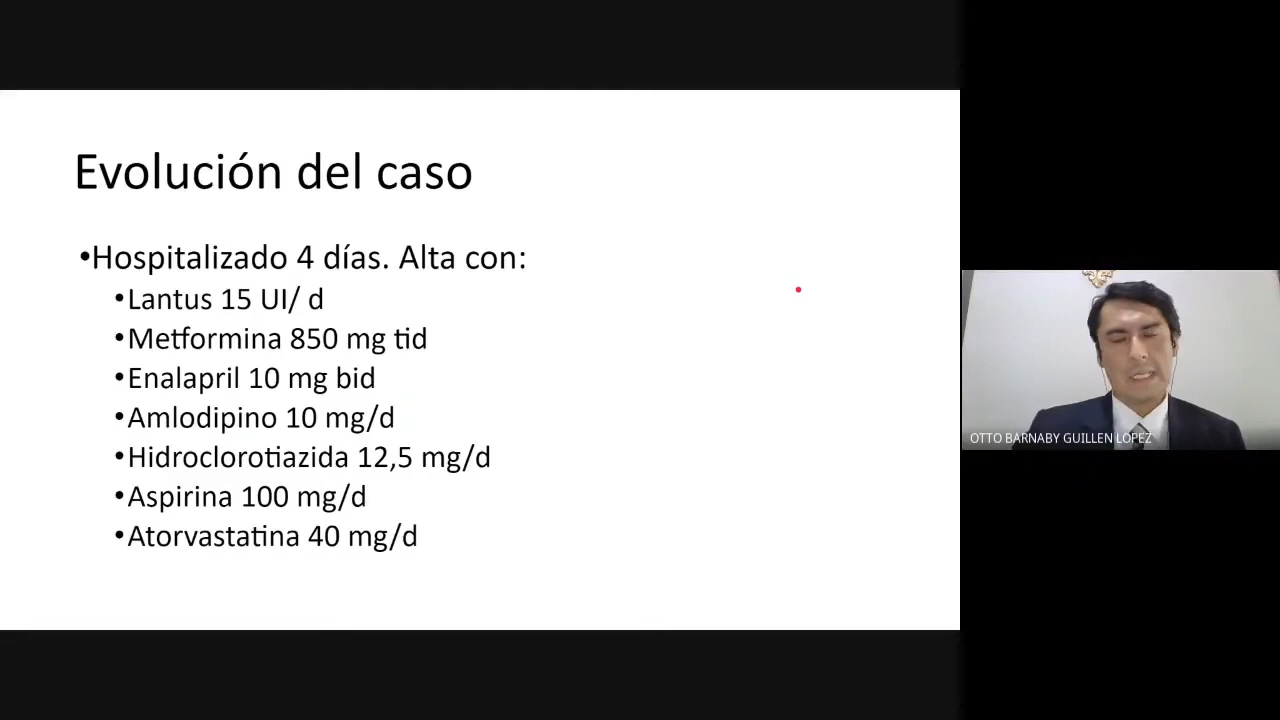 Evolución del caso
•Hospitalizado 4 días. Alta con:
•Lantus 15 UI/ d
•Metformina 850 mg tid
•Enalapril 10 mg bid
•Amlodipino 10 mg/d
•Hidroclorotiazida 12,5 mg/d
•Aspirina 100 mg/d
•Atorvastatina 40 mg/d
OTTO BARNABY GUILLEN LOPEZ